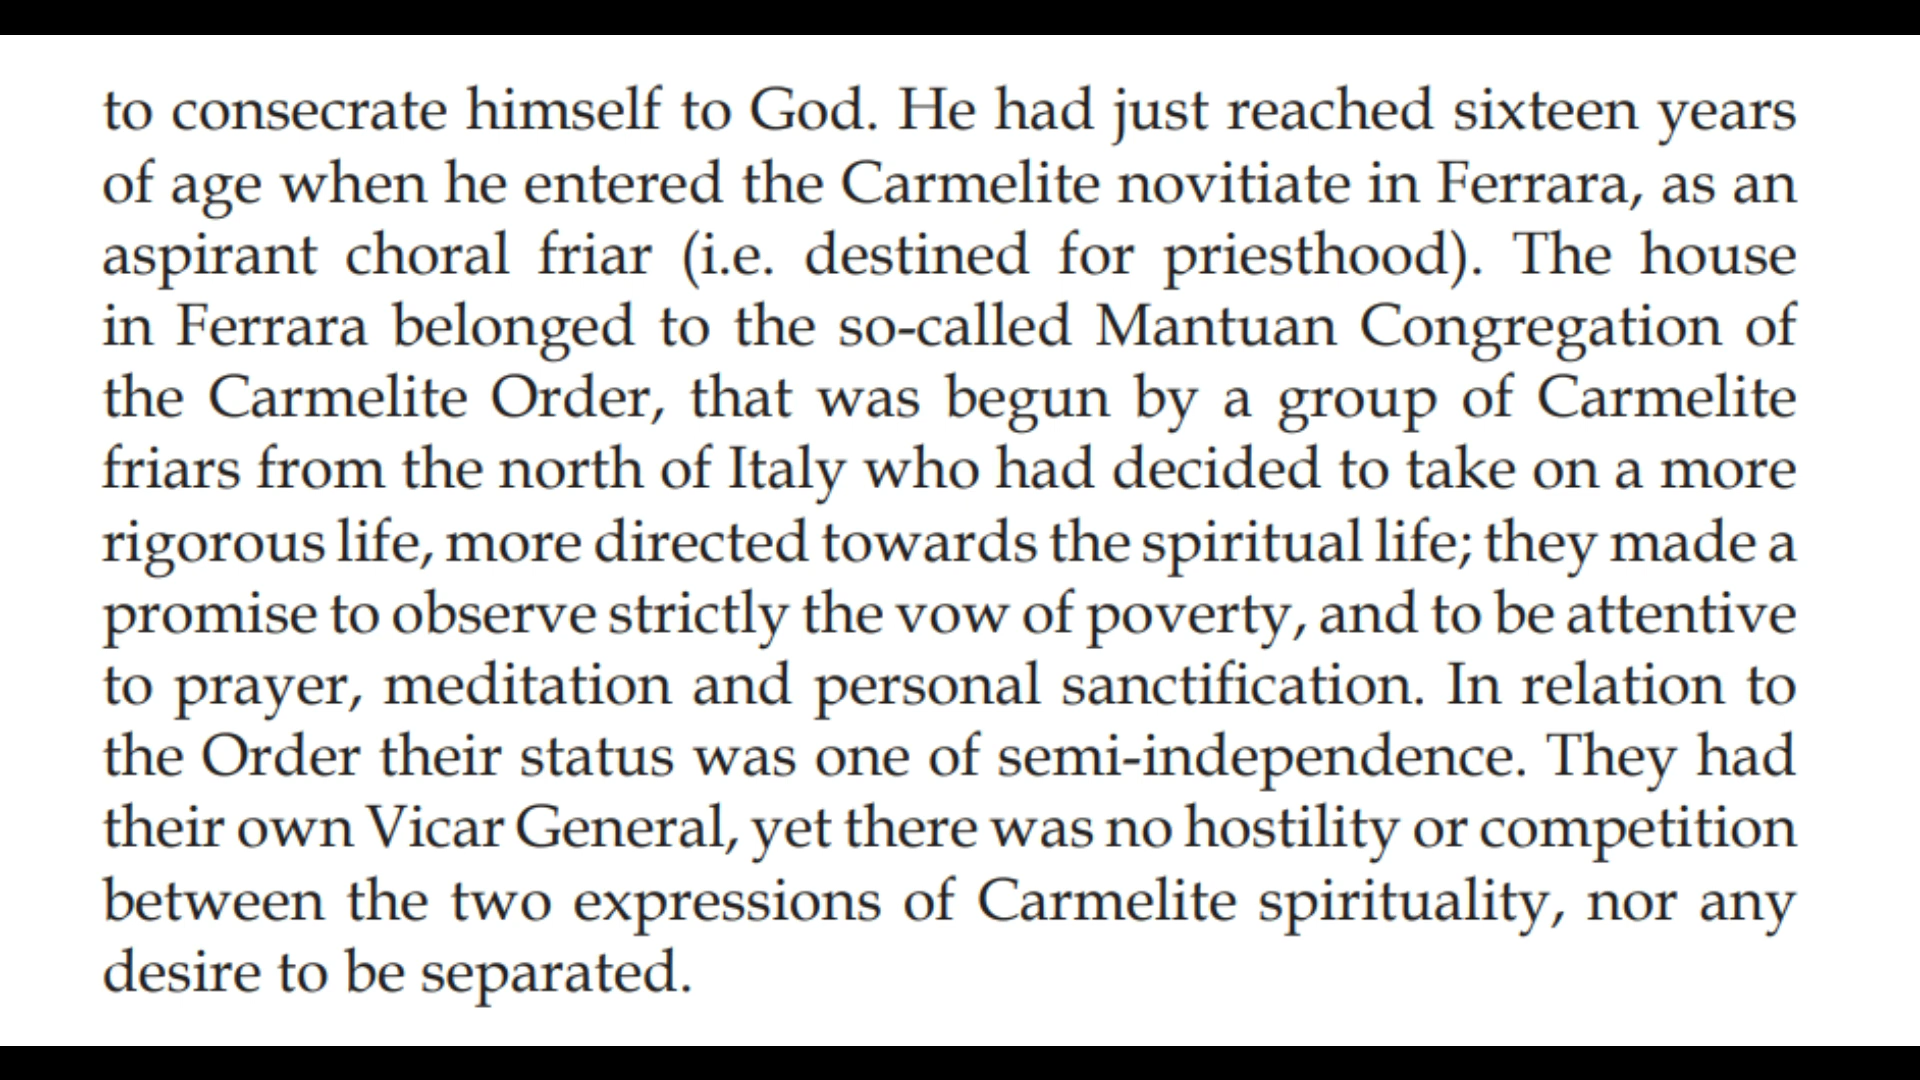 to consecrate himself to God. He had just reached sixteen years
of age when he entered the Carmelite novitiate in Ferrara, as an
aspirant choral friar (i.e. destined for priesthood). The house
in Ferrara belonged to the so-called Mantuan Congregation of
the Carmelite Order, that was begun by a group of Carmelite
friars from the north of Italy who had decided to take on a more
rigorous life, more directed towards the spiritual life; they made a
promise to observe strictly the vow of poverty, and to be attentive
to prayer, meditation and personal sanctification. In relation to
the Order their status was one of semi-independence. They had
their own Vicar General, yet there was no hostility or competition
between the two expressions of Carmelite spirituality, nor any
desire to be separated.